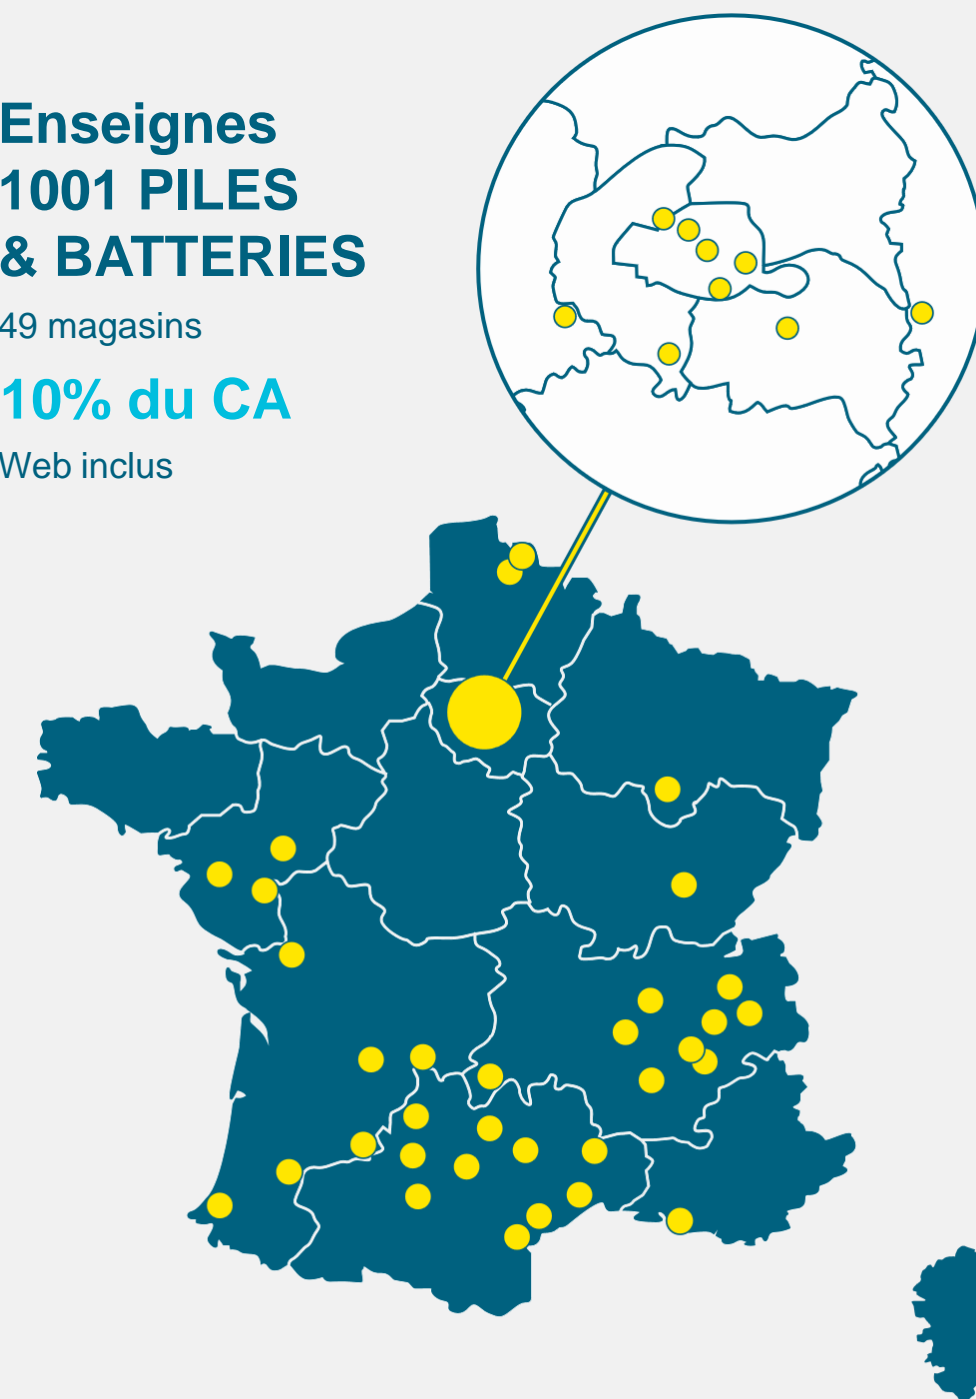 Enseignes
1001 PILES
& BATTERIES
49 magasins
10% du CA
Web inclus